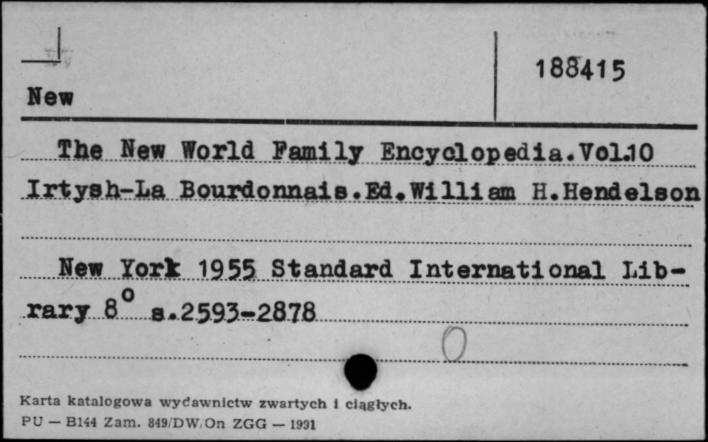 188415
New
The New World Family Encyclopedia.Vol.10
Irtysh-La Bourdonnais.Ed.William H.Hendelson
New York 1955 Standard International Lib-
rary 8° s.2593-2878
0
Karta katalogowa wydawnictw zwartych i ciągłych.
PU — B144 Zam. 849/DW/On ZGG — 1991